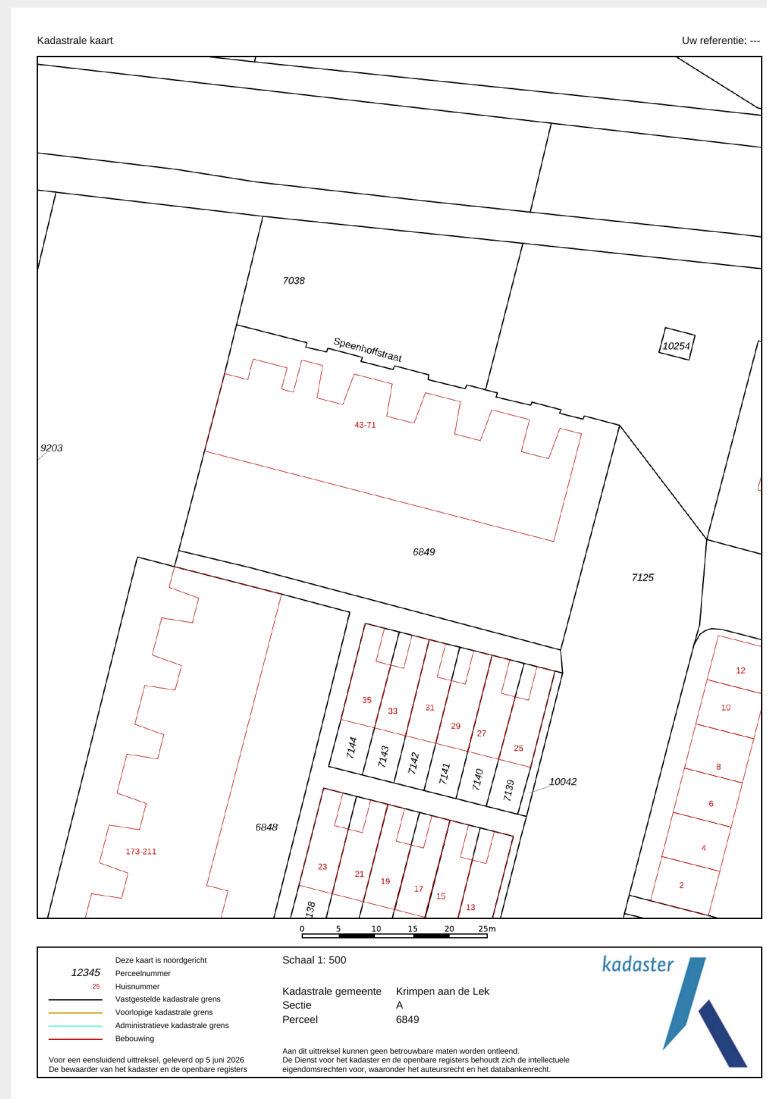 Kadastrale kaart
Uw referentie: ---
7038
Speenhoffstraat
10254
43-71
9203
6849
7125
12
35
33
31
29
27
25
10
7144
7143
7142
7141
7140
7139
10042
8
6
6848
173-211
4
23
21
19
17
15
13
2
138
0 5 10 15 20 25m
Deze kaart is noordgericht
12345 Perceelnummer
25 Huisnummer
Vastgestelde kadastrale grens
Voorlopige kadastrale grens
Administratieve kadastrale grens
Bebouwing
Voor een eensluidend uittreksel, geleverd op 5 juni 2026
De bewaarder van het kadaster en de openbare registers
Schaal 1: 500
Kadastrale gemeente Krimpen aan de Lek
Sectie A
Perceel 6849
Aan dit uittreksel kunnen geen betrouwbare maten worden ontleend.
De Dienst voor het kadaster en de openbare registers behoudt zich de intellectuele
eigendomsrechten voor, waaronder het auteursrecht en het databankenrecht.
kadaster